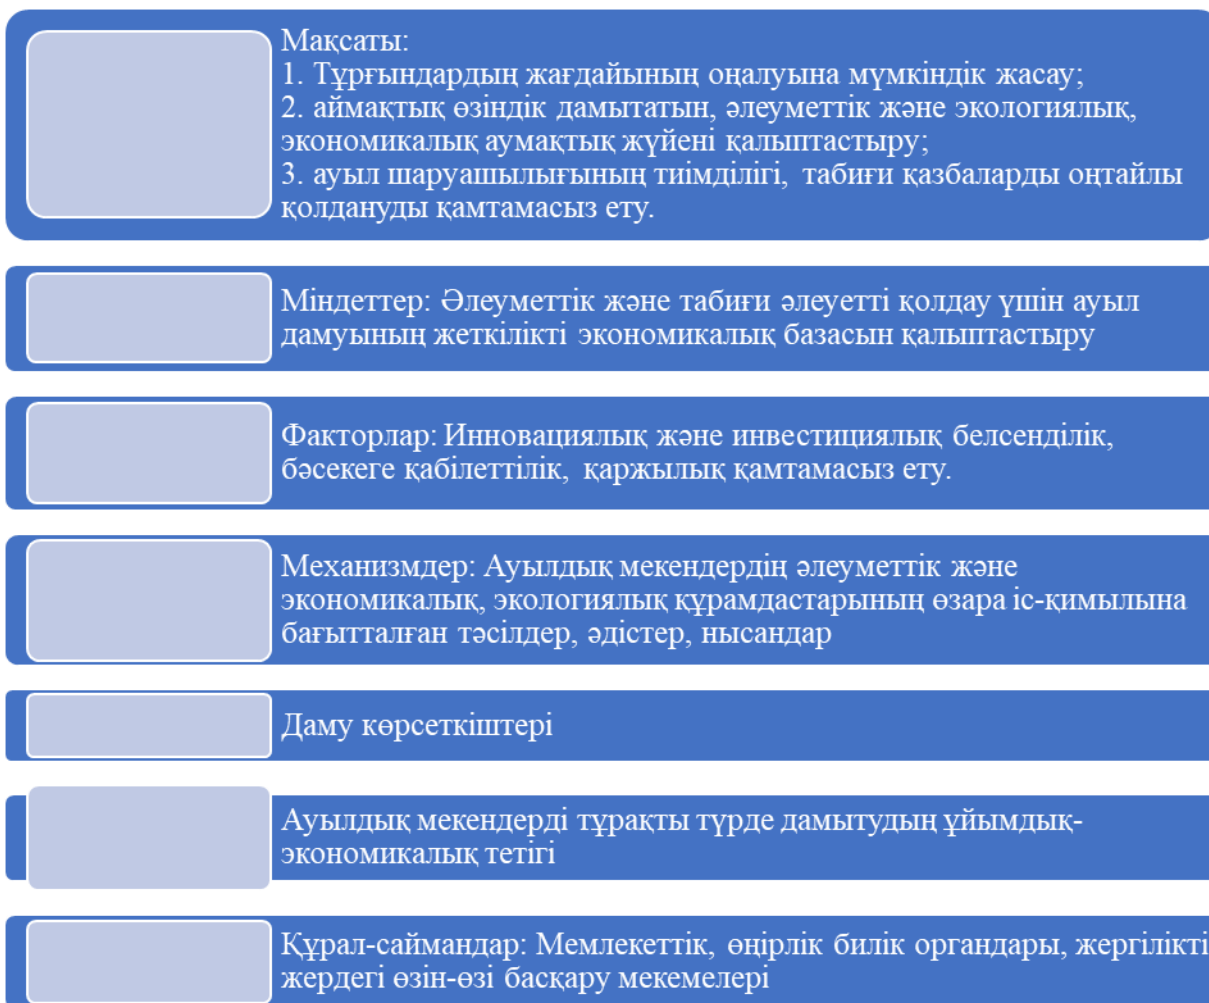 Мақсаты:
1. Тұрғындардың жағдайының оңалуына мүмкіндік жасау;
2. аймақтық өзіндік дамытатын, әлеуметтік және экологиялық,
экономикалық аумақтық жүйені қалыптастыру;
3. ауыл шаруашылығының тиімділігі, табиғи қазбаларды оңтайлы
қолдануды қамтамасыз ету.
Міндеттер: Әлеуметтік және табиғи әлеуетті қолдау үшін ауыл
дамуының жеткілікті экономикалық базасын қалыптастыру
Факторлар: Инновациялық және инвестициялық белсенділік,
бәсекеге қабілеттілік, қаржылық қамтамасыз ету.
Механизмдер: Ауылдық мекендердің әлеуметтік және
экономикалық, экологиялық құрамдастарының өзара іс-қимылына
бағытталған тәсілдер, әдістер, нысандар
Даму көрсеткіштері
Ауылдық мекендерді тұрақты түрде дамытудың ұйымдық-
экономикалық тетігі
Құрал-саймандар: Мемлекеттік, өңірлік билік органдары, жергілікті
жердегі өзін-өзі басқару мекемелері